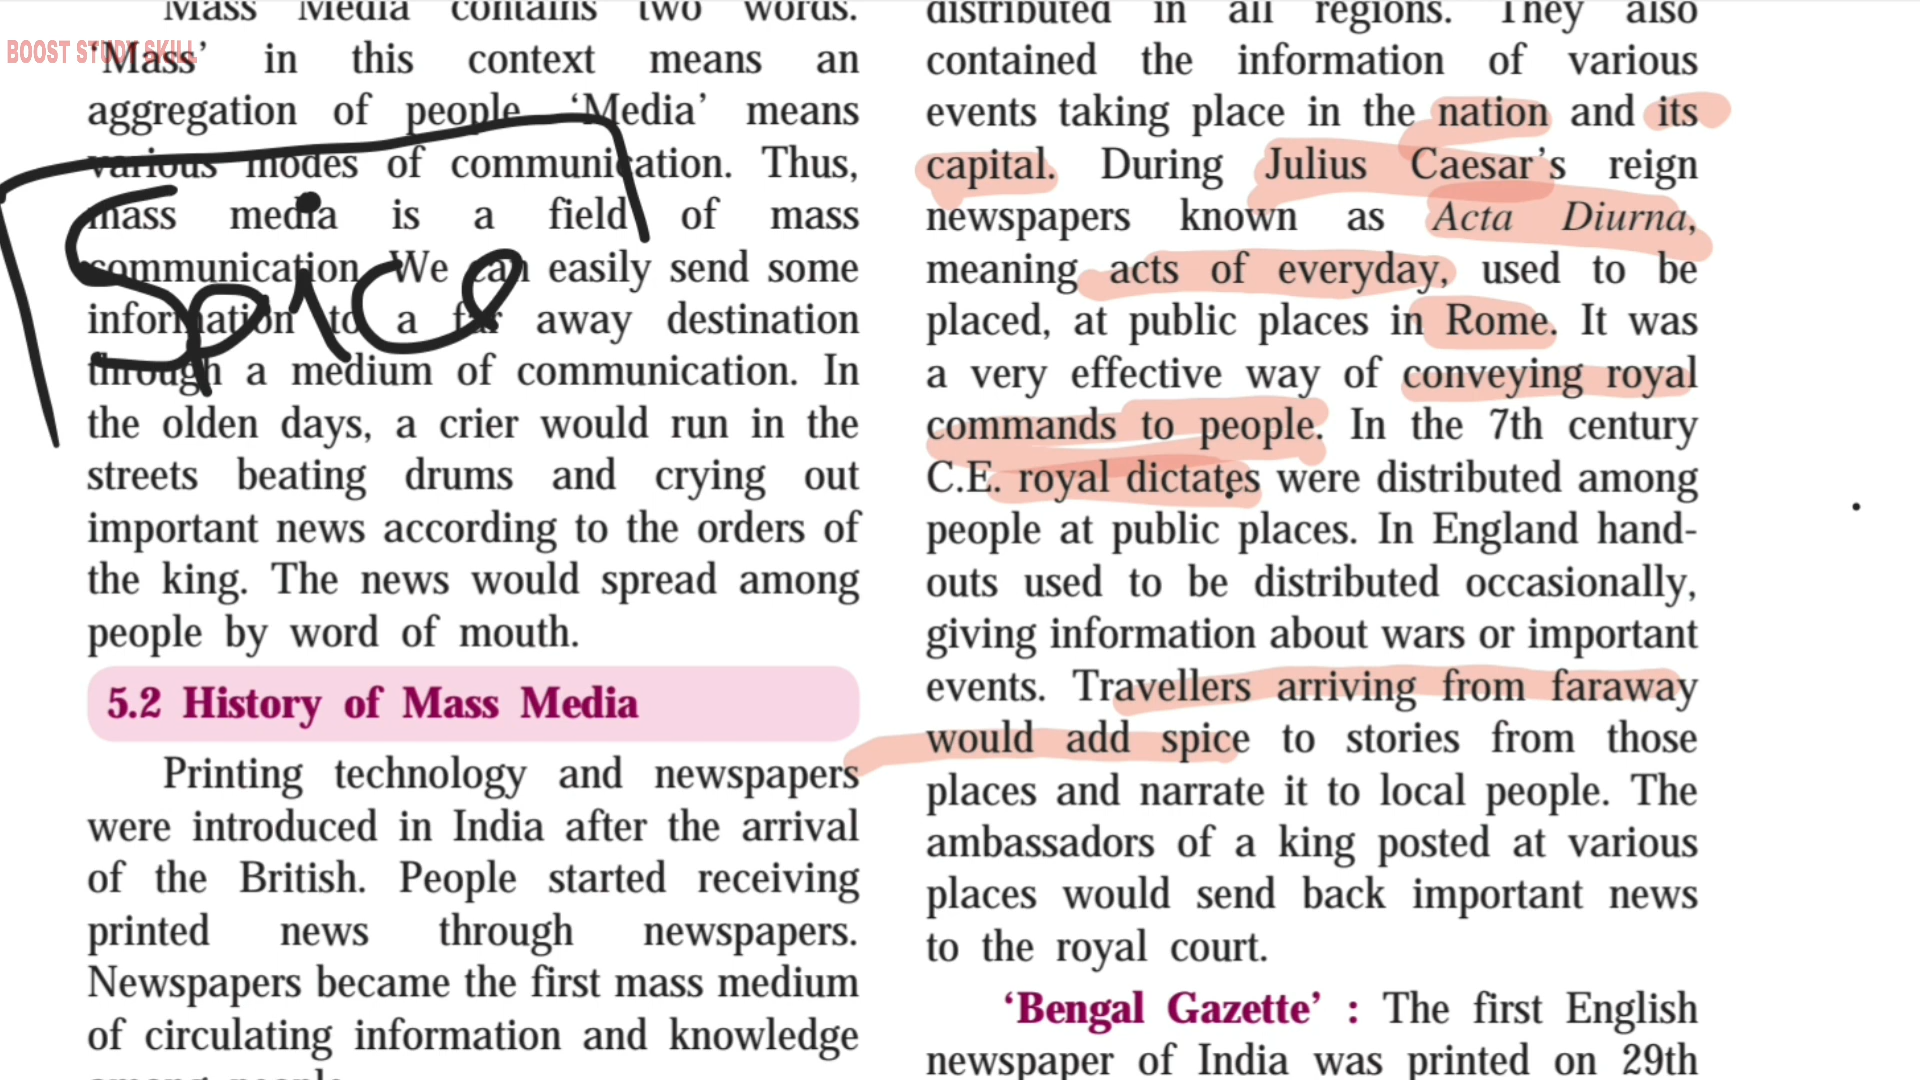 Mass Media contains two words.
BOOST STUDY SKILL
‘Mass’ in this context means an
aggregation of people. ‘Media’ means
various modes of communication. Thus,
mass media is a field of mass
communication. We can easily send some
information to a far away destination
through a medium of communication. In
the olden days, a crier would run in the
streets beating drums and crying out
important news according to the orders of
the king. The news would spread among
people by word of mouth.
Spice
5.2 History of Mass Media
Printing technology and newspapers
were introduced in India after the arrival
of the British. People started receiving
printed news through newspapers.
Newspapers became the first mass medium
of circulating information and knowledge
among people.
distributed in all regions. They also
contained the information of various
events taking place in the nation and its
capital. During Julius Caesar’s reign
newspapers known as Acta Diurna,
meaning acts of everyday, used to be
placed, at public places in Rome. It was
a very effective way of conveying royal
commands to people. In the 7th century
C.E. royal dictates were distributed among
people at public places. In England hand-
outs used to be distributed occasionally,
giving information about wars or important
events. Travellers arriving from faraway
would add spice to stories from those
places and narrate it to local people. The
ambassadors of a king posted at various
places would send back important news
to the royal court.
‘Bengal Gazette’ : The first English
newspaper of India was printed on 29th